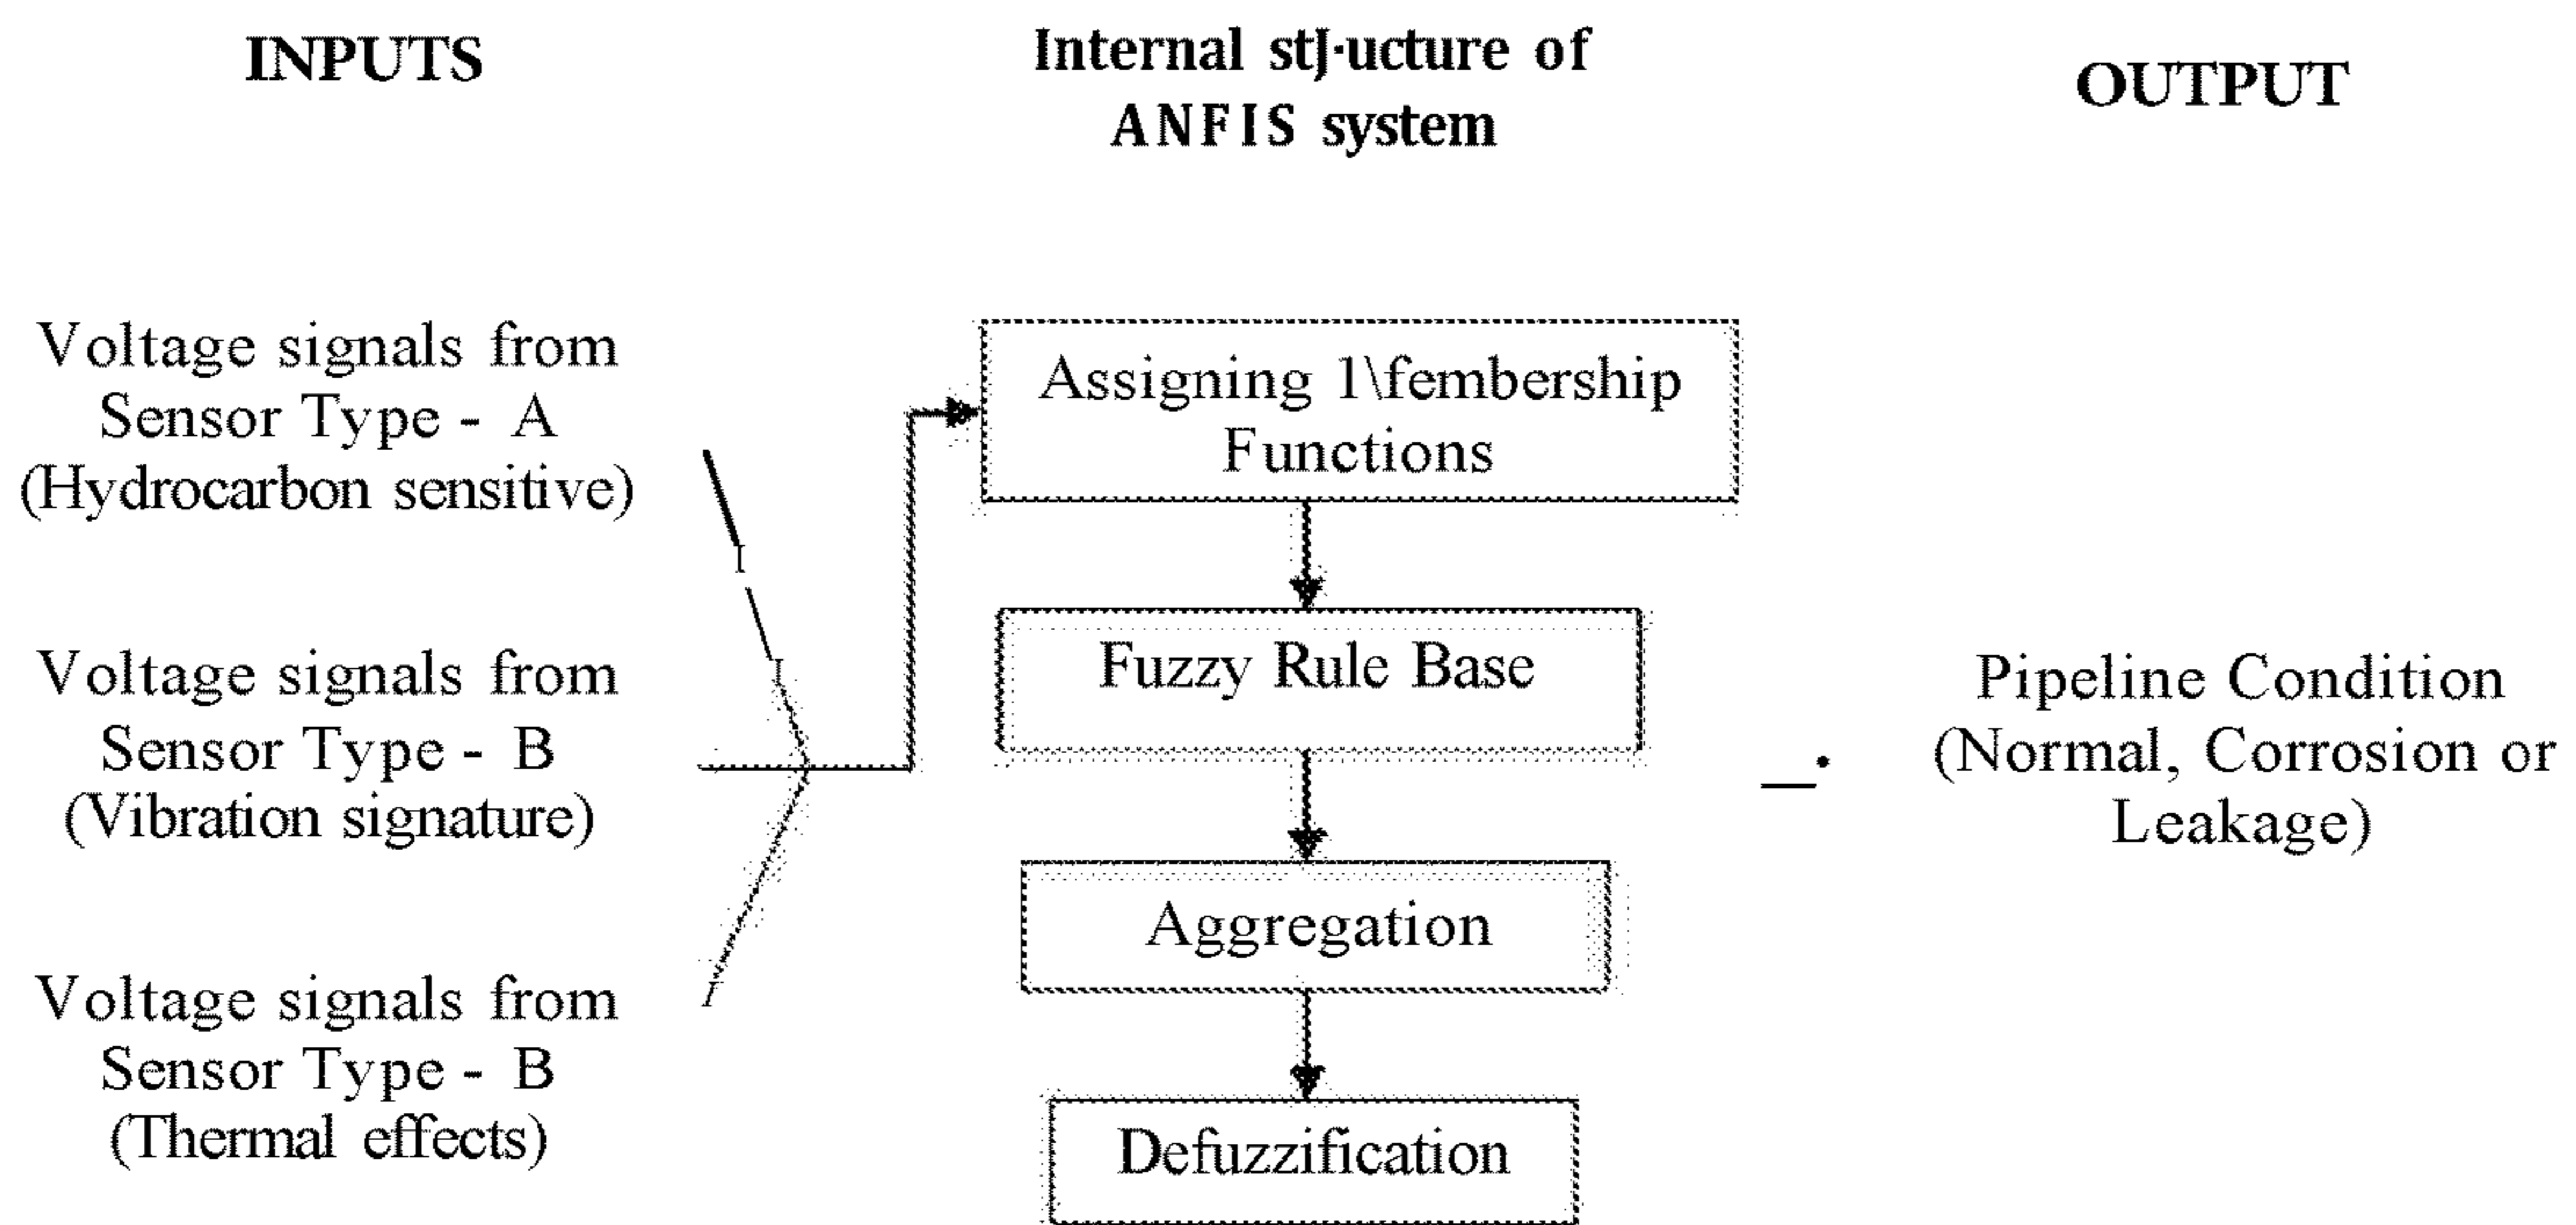 INPUTS
Internal stJ·ucture of
ANFIS system
OUTPUT
Voltage signals from
Sensor Type - A
(Hydrocarbon sensitive)
Voltage signals from
Sensor Type - B
(Vibration signature)
Voltage signals from
Sensor Type - B
(Thermal effects)
Assigning 1\fembership
Functions
Fuzzy Rule Base
Aggregation
Defuzzification
Pipeline Condition
(Normal, Corrosion or
Leakage)